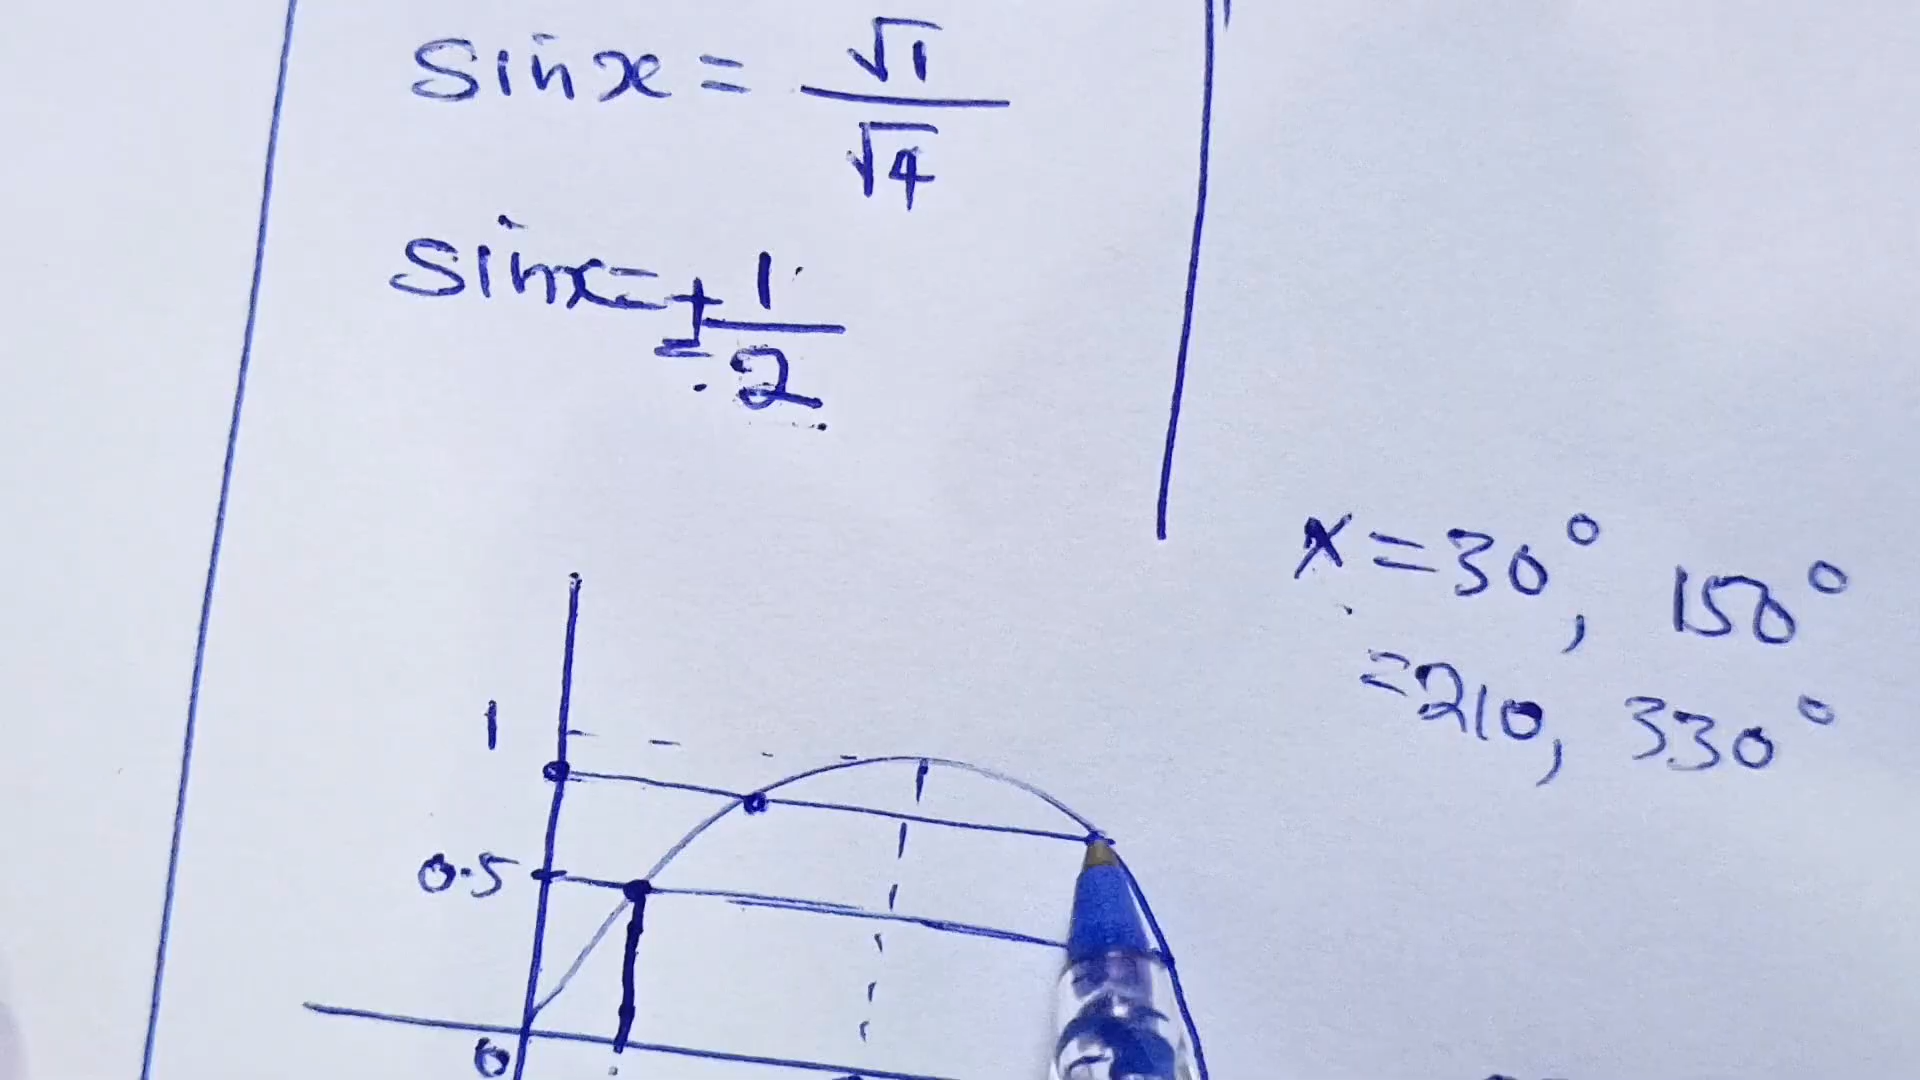 sinx = √1/√4
sinx = ±1/2
x = 30°, 150°
= 210, 330°
1
0.5
0